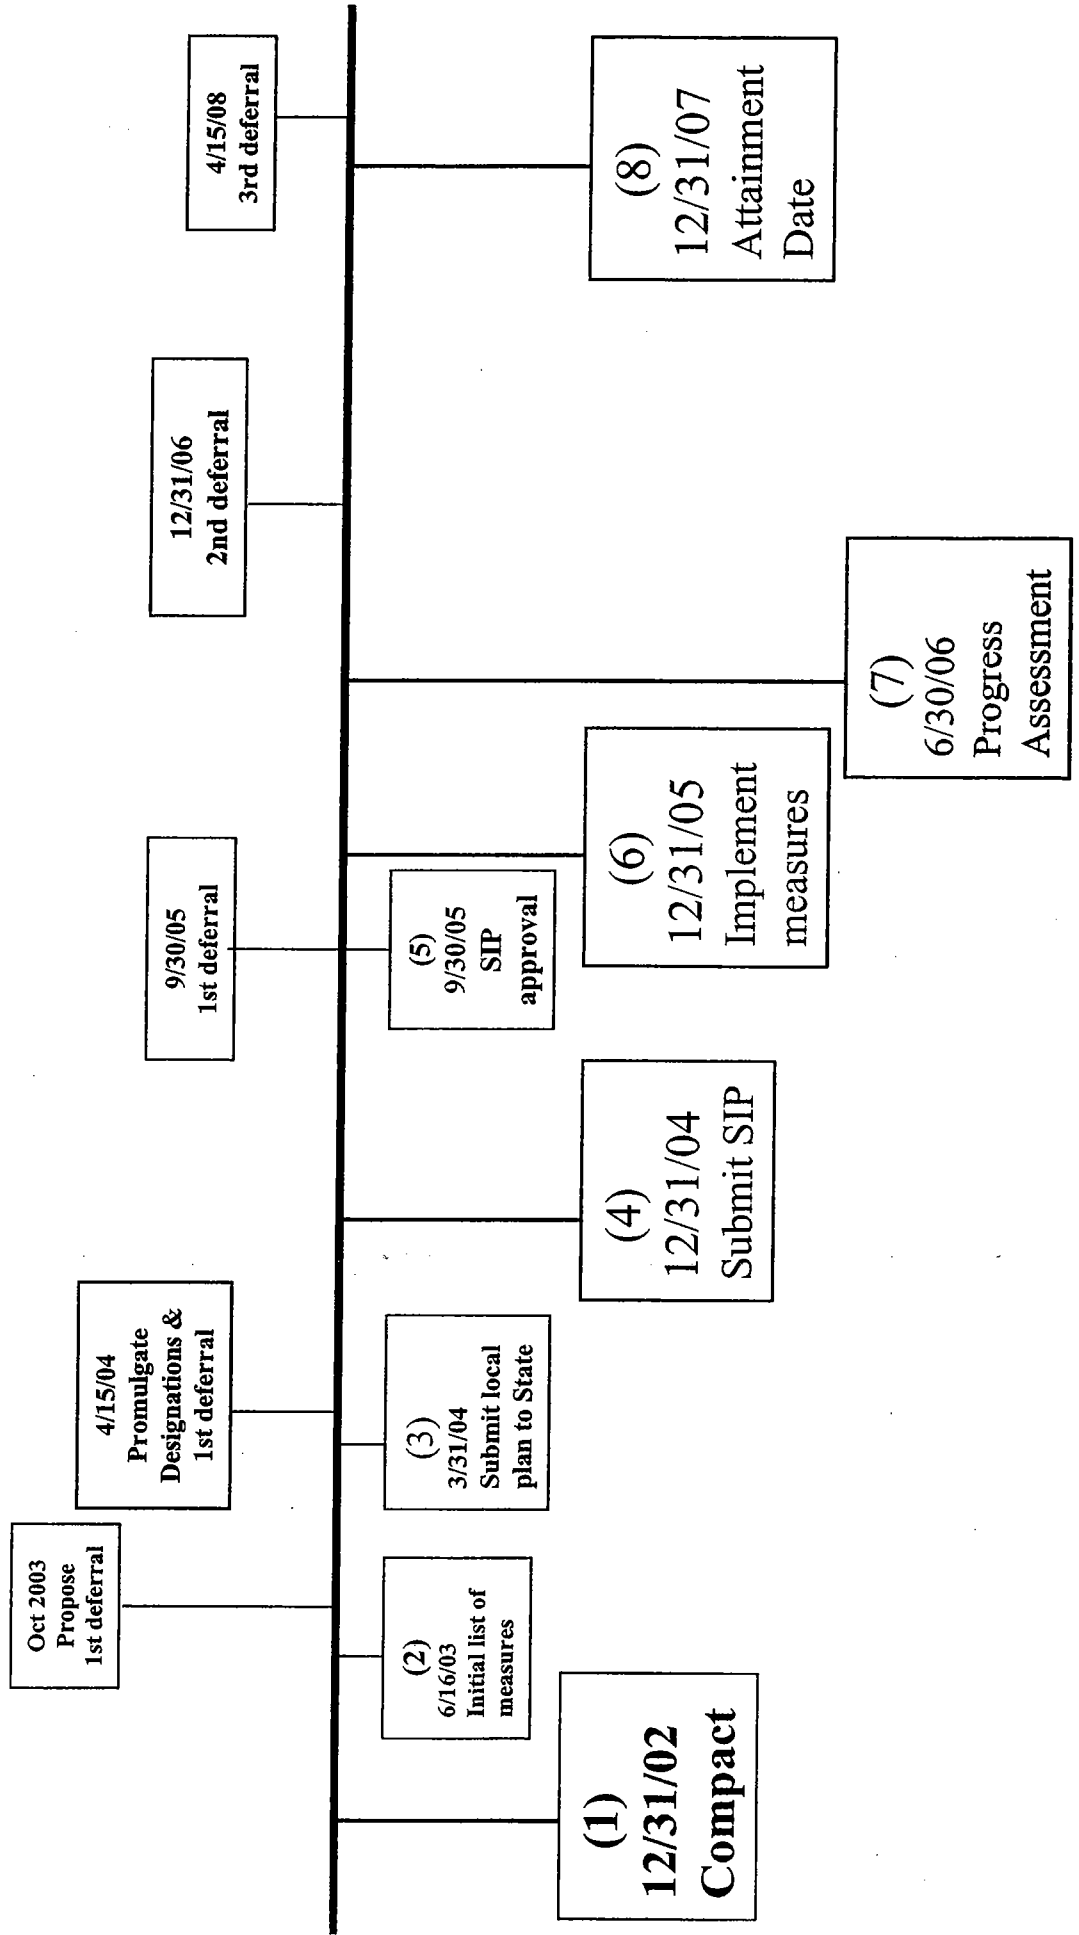 Oct 2003
Propose
1st deferral
4/15/04
Promulgate
Designations &
1st deferral
9/30/05
1st deferral
12/31/06
2nd deferral
4/15/08
3rd deferral
(1)
12/31/02
Compact
(2)
6/16/03
Initial list of
measures
(3)
3/31/04
Submit local
plan to State
(4)
12/31/04
Submit SIP
(5)
9/30/05
SIP
approval
(6)
12/31/05
Implement
measures
(7)
6/30/06
Progress
Assessment
(8)
12/31/07
Attainment
Date